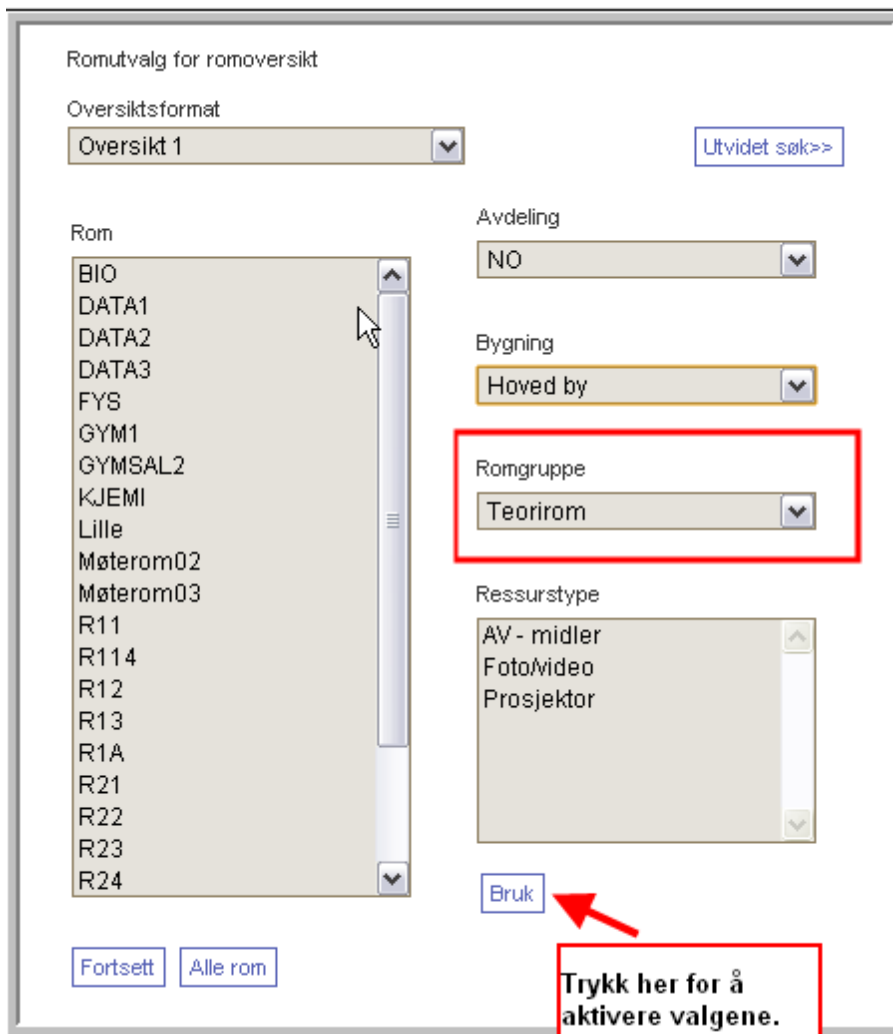 Romutvalg for romoversikt
Oversiktsformat
Oversikt 1
Utvidet søk>>
Rom
BIO
DATA1
DATA2
DATA3
FYS
GYM1
GYMSAL2
KJEMI
Lille
Møterom02
Møterom03
R11
R114
R12
R13
R1A
R21
R22
R23
R24
Fortsett
Alle rom
Avdeling
NO
Bygning
Hoved by
Romgruppe
Teorirom
Ressurstype
AV - midler
Foto/video
Prosjektor
Bruk
Trykk her for å
aktivere valgene.